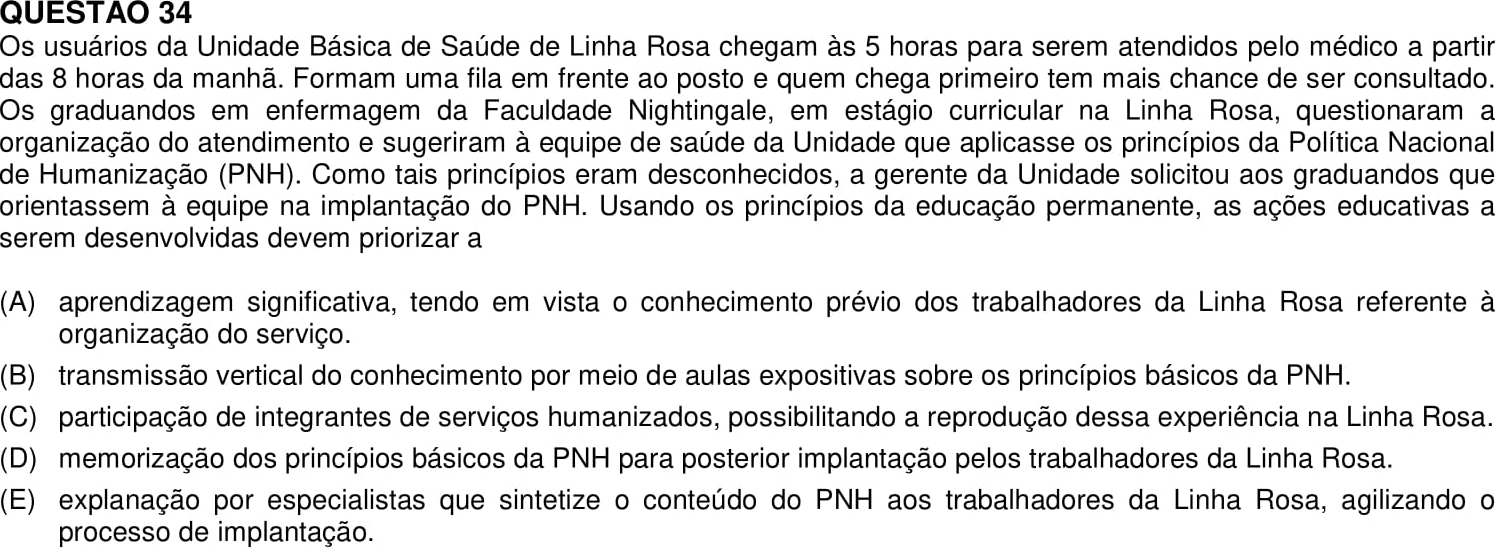 QUESTÃO 34
Os usuários da Unidade Básica de Saúde de Linha Rosa chegam às 5 horas para serem atendidos pelo médico a partir
das 8 horas da manhã. Formam uma fila em frente ao posto e quem chega primeiro tem mais chance de ser consultado.
Os graduandos em enfermagem da Faculdade Nightingale, em estágio curricular na Linha Rosa, questionaram a
organização do atendimento e sugeriram à equipe de saúde da Unidade que aplicasse os princípios da Política Nacional
de Humanização (PNH). Como tais princípios eram desconhecidos, a gerente da Unidade solicitou aos graduandos que
orientassem à equipe na implantação do PNH. Usando os princípios da educação permanente, as ações educativas a
serem desenvolvidas devem priorizar a
(A) aprendizagem significativa, tendo em vista o conhecimento prévio dos trabalhadores da Linha Rosa referente à
organização do serviço.
(B) transmissão vertical do conhecimento por meio de aulas expositivas sobre os princípios básicos da PNH.
(C) participação de integrantes de serviços humanizados, possibilitando a reprodução dessa experiência na Linha Rosa.
(D) memorização dos princípios básicos da PNH para posterior implantação pelos trabalhadores da Linha Rosa.
(E) explanação por especialistas que sintetize o conteúdo do PNH aos trabalhadores da Linha Rosa, agilizando o
processo de implantação.